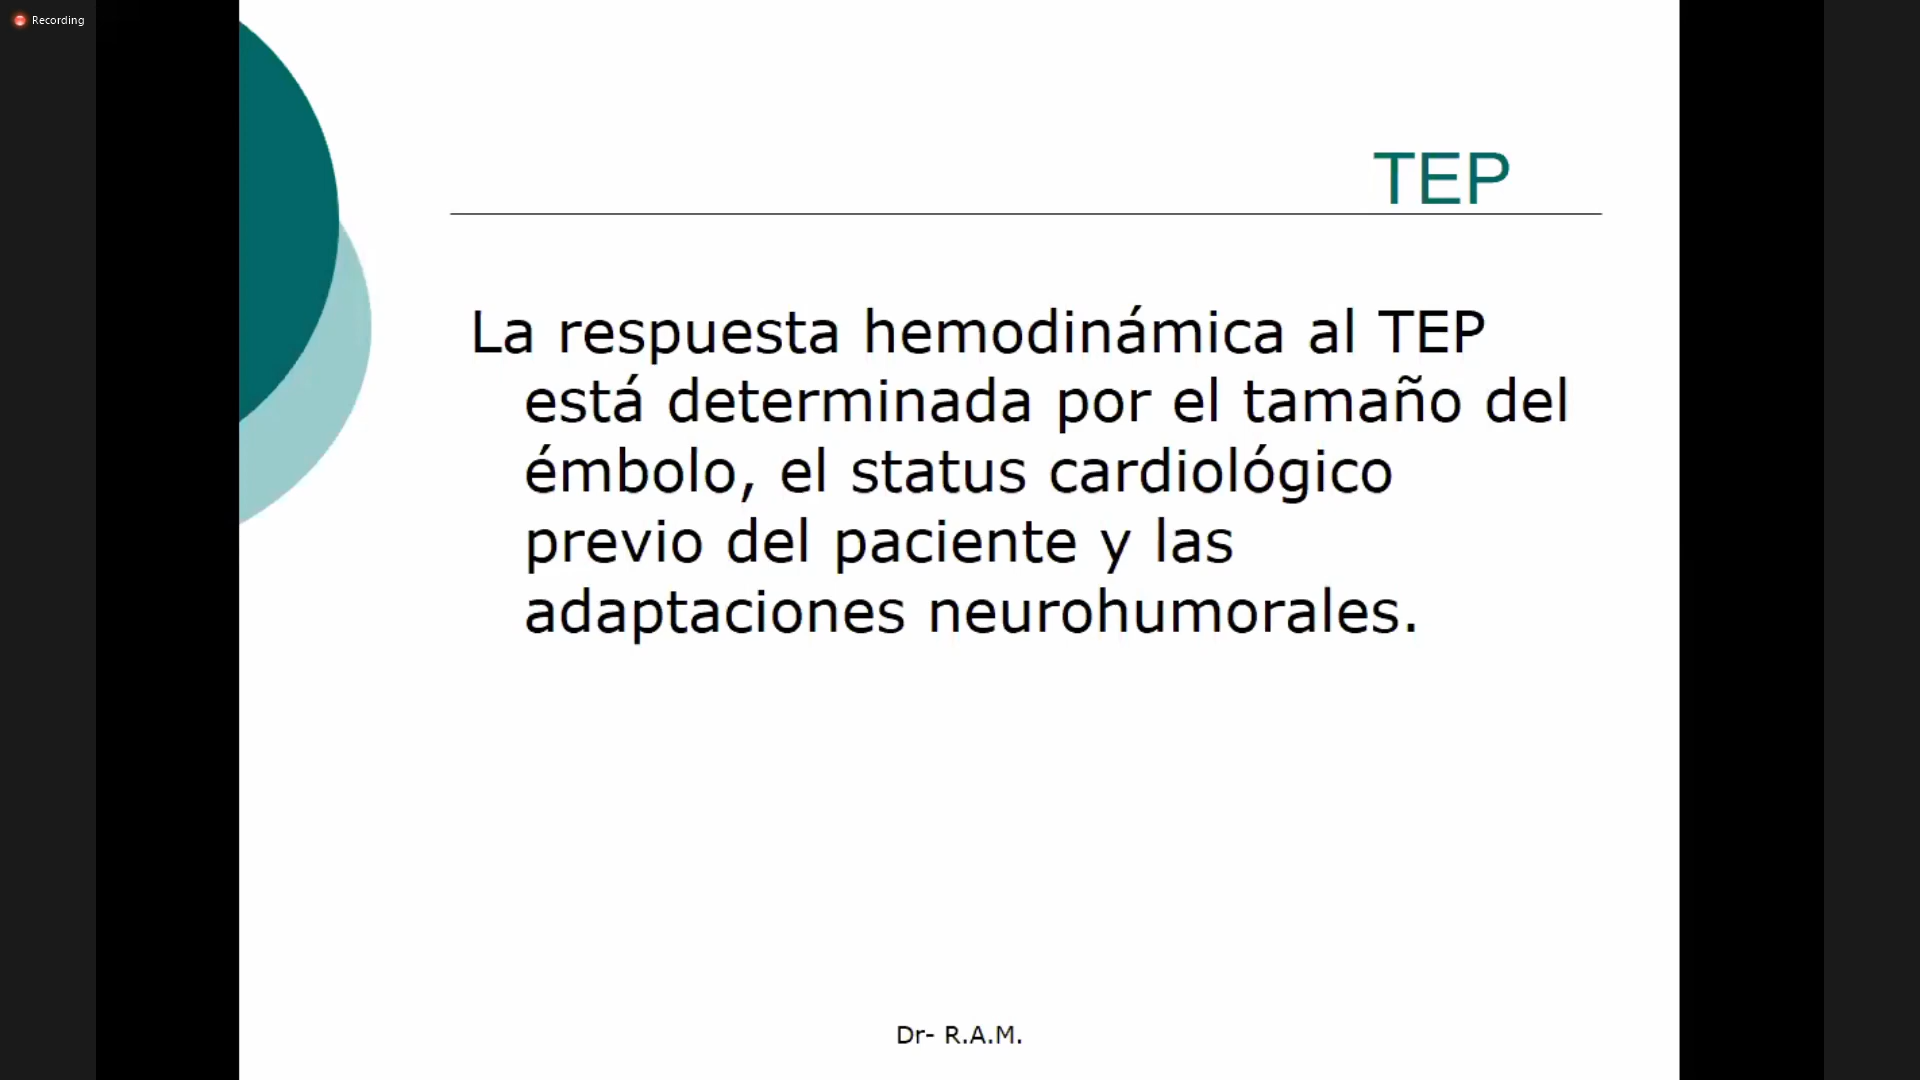 Recording
TEP
La respuesta hemodinámica al TEP
está determinada por el tamaño del
émbolo, el status cardiológico
previo del paciente y las
adaptaciones neurohumorales.
Dr- R.A.M.